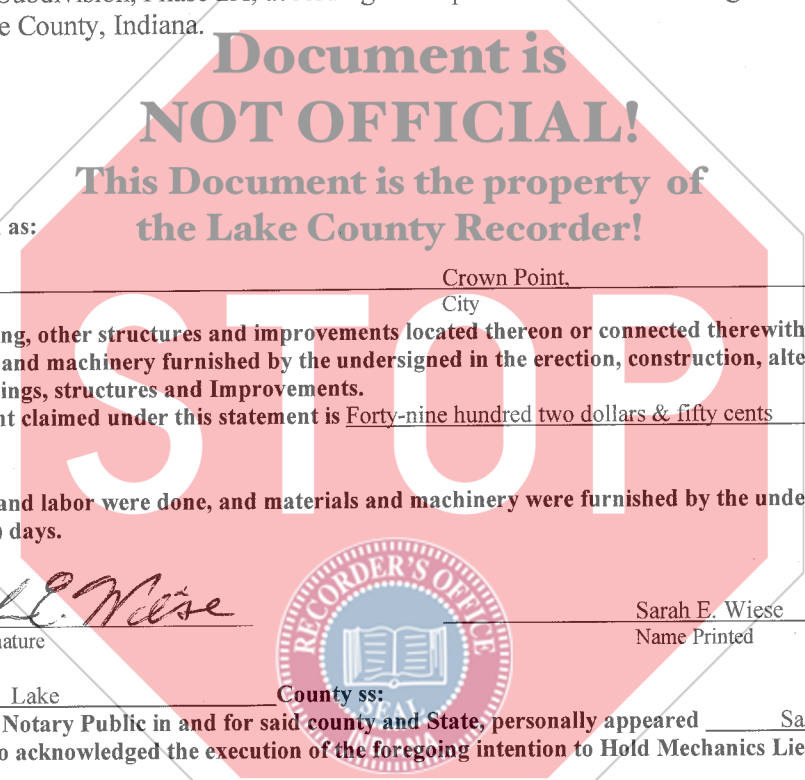 e County, Indiana.
Document is
NOT OFFICIAL!
This Document is the property of
as: the Lake County Recorder!
Crown Point,
City
ng, other structures and improvements located thereon or connected therewith
and machinery furnished by the undersigned in the erection, construction, alte
ings, structures and Improvements.
nt claimed under this statement is Forty-nine hundred two dollars & fifty cents
STOP
and labor were done, and materials and machinery were furnished by the unde
days.
E. Wiese
Sarah E. Wiese
nature Name Printed
RECORDER'S OFFICE
SEAL
INDIANA
Lake County ss:
Notary Public in and for said county and State, personally appeared Sa
o acknowledged the execution of the foregoing intention to Hold Mechanics Lie